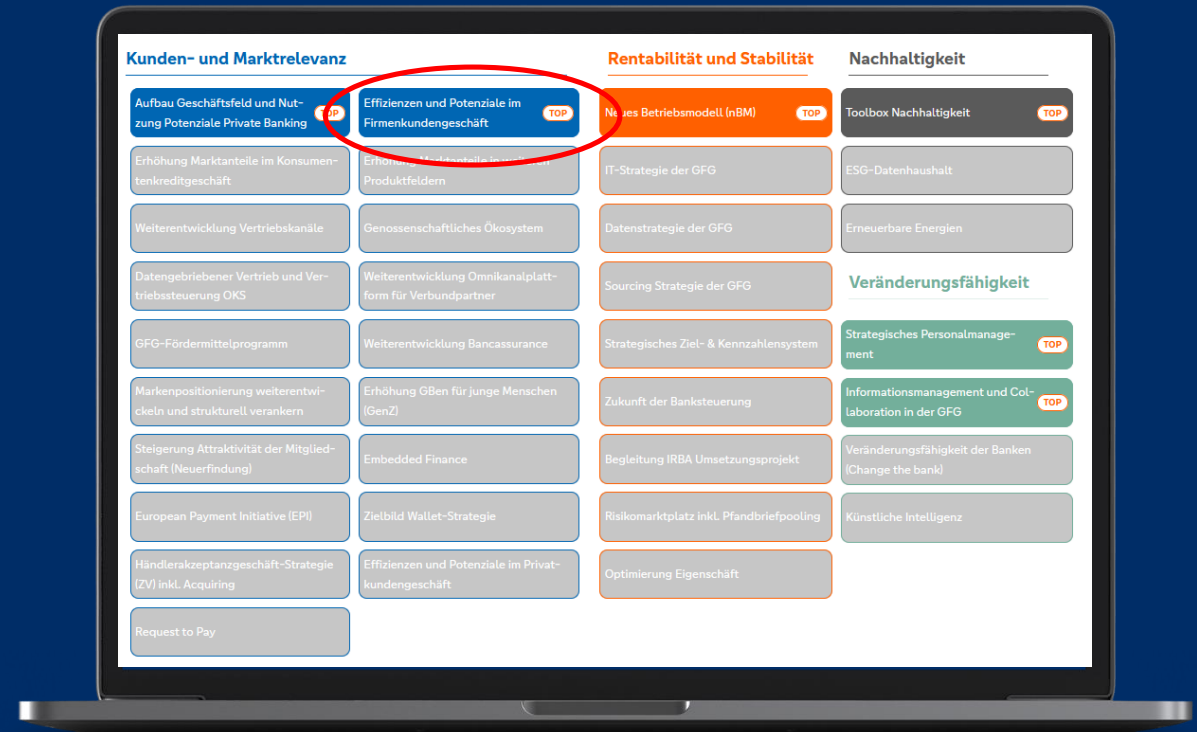 Kunden- und Marktrelevanz
Aufbau Geschäftsfeld und Nut-
zung Potenziale Private Banking
TOP
Effizienzen und Potenziale im
Firmenkundengeschäft
TOP
Erhöhung Marktanteile im Konsumen-
tenkreditgeschäft
Erhöhung Marktanteile in weiteren
Produktfeldern
Weiterentwicklung Vertriebskanäle
Genossenschaftliches Ökosystem
Datengebriebener Vertrieb und Ver-
triebssteuerung OKS
Weiterentwicklung Omnikanalplatt-
form für Verbundpartner
GFG-Fördermittelprogramm
Weiterentwicklung Bancassurance
Markenpositionierung weiterentwi-
ckeln und strukturell verankern
Erhöhung GBen für junge Menschen
(GenZ)
Steigerung Attraktivität der Mitglied-
schaft (Neuerfindung)
Embedded Finance
European Payment Initiative (EPI)
Zielbild Wallet-Strategie
Händlerakzeptanzgeschäft-Strategie
(ZV) inkl. Acquiring
Effizienzen und Potenziale im Privat-
kundengeschäft
Request to Pay
Rentabilität und Stabilität
Neues Betriebsmodell (nBM)
TOP
IT-Strategie der GFG
Datenstrategie der GFG
Sourcing Strategie der GFG
Strategisches Ziel- & Kennzahlensystem
Zukunft der Banksteuerung
Begleitung IRBA Umsetzungsprojekt
Risikomarktplatz inkl. Pfandbriefpooling
Optimierung Eigenschäft
Nachhaltigkeit
Toolbox Nachhaltigkeit
TOP
ESG-Datenhaushalt
Erneuerbare Energien
Veränderungsfähigkeit
Strategisches Personalmanage-
ment
TOP
Informationsmanagement und Col-
laboration in der GFG
TOP
Veränderungsfähigkeit der Banken
(Change the bank)
Künstliche Intelligenz